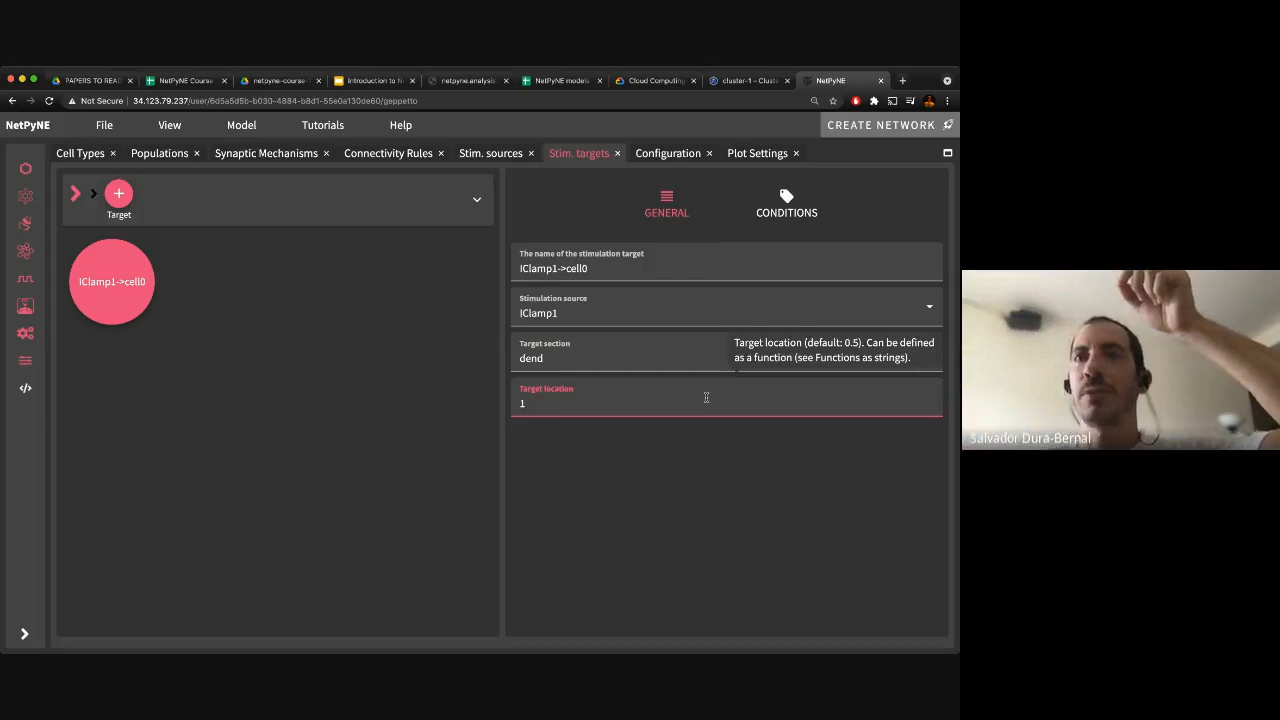 PAPERS TO READ
NetPyNE Course
netpyne-course
Introduction to N
netpyne.analysis
NetPyNE models
Cloud Computing
cluster-1 – Cluste
NetPyNE
Not Secure
34.123.79.237/user/6d5a5d5b-b030-4884-b8d1-55e0a130de60/geppetto
NetPyNE
File
View
Model
Tutorials
Help
CREATE NETWORK
Cell Types
Populations
Synaptic Mechanisms
Connectivity Rules
Stim. sources
Stim. targets
Configuration
Plot Settings
Target
IClamp1->cell0
GENERAL
CONDITIONS
The name of the stimulation target
IClamp1->cell0
Stimulation source
IClamp1
Target section
dend
Target location (default: 0.5). Can be defined
as a function (see Functions as strings).
Target location
1
Salvador Dura-Bernal